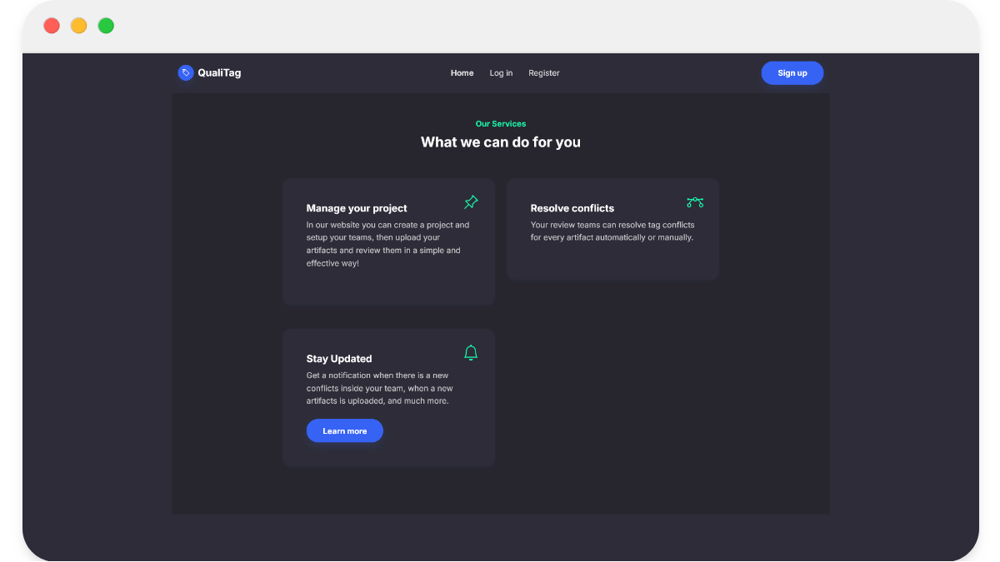 QualiTag
Home
Log in
Register
Sign up
Our Services
What we can do for you
Manage your project
In our website you can create a project and
setup your teams, then upload your
artifacts and review them in a simple and
effective way!
Resolve conflicts
Your review teams can resolve tag conflicts
for every artifact automatically or manually.
Stay Updated
Get a notification when there is a new
conflicts inside your team, when a new
artifacts is uploaded, and much more.
Learn more